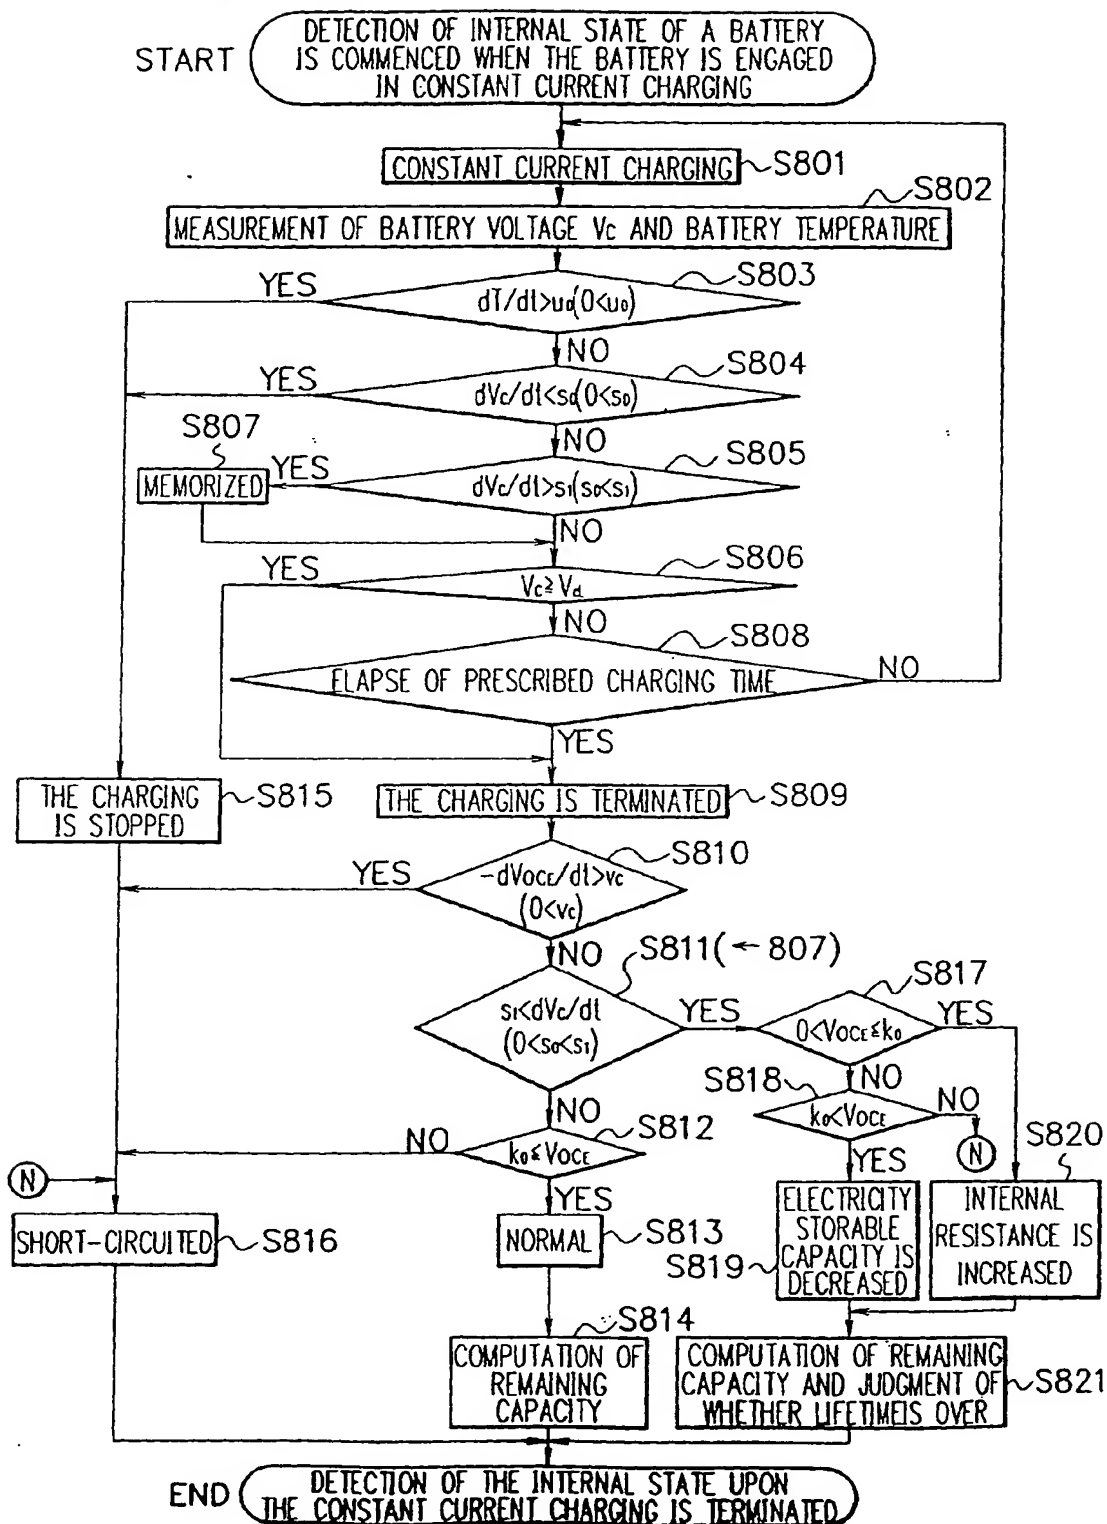 START
DETECTION OF INTERNAL STATE OF A BATTERY
IS COMMENCED WHEN THE BATTERY IS ENGAGED
IN CONSTANT CURRENT CHARGING
CONSTANT CURRENT CHARGING
S801
S802
MEASUREMENT OF BATTERY VOLTAGE Vc AND BATTERY TEMPERATURE
S803
YES
dT/dt>u0(0<u0)
NO
S804
YES
dVc/dt<s0(0<s0)
NO
S807
S805
MEMORIZED
YES
dVc/dt>s1(s0<s1)
NO
S806
YES
Vc≧Vd
NO
S808
ELAPSE OF PRESCRIBED CHARGING TIME
NO
YES
THE CHARGING
IS STOPPED
S815
THE CHARGING IS TERMINATED
S809
S810
YES
-dVOCE/dt>vc
(0<vc)
NO
S811(←807)
S817
s1<dVc/dt
(0<s0<s1)
YES
0<VOCE≦k0
YES
NO
S818
k0<VOCE
NO
N
NO
S812
NO
k0≦VOCE
YES
YES
S820
N
SHORT-CIRCUITED
S816
NORMAL
S813
ELECTRICITY
STORABLE
CAPACITY IS
DECREASED
S819
INTERNAL
RESISTANCE IS
INCREASED
S814
COMPUTATION OF
REMAINING
CAPACITY
COMPUTATION OF REMAINING
CAPACITY AND JUDGMENT OF
WHETHER LIFETIMEIS OVER
S821
END
DETECTION OF THE INTERNAL STATE UPON
THE CONSTANT CURRENT CHARGING IS TERMINATED